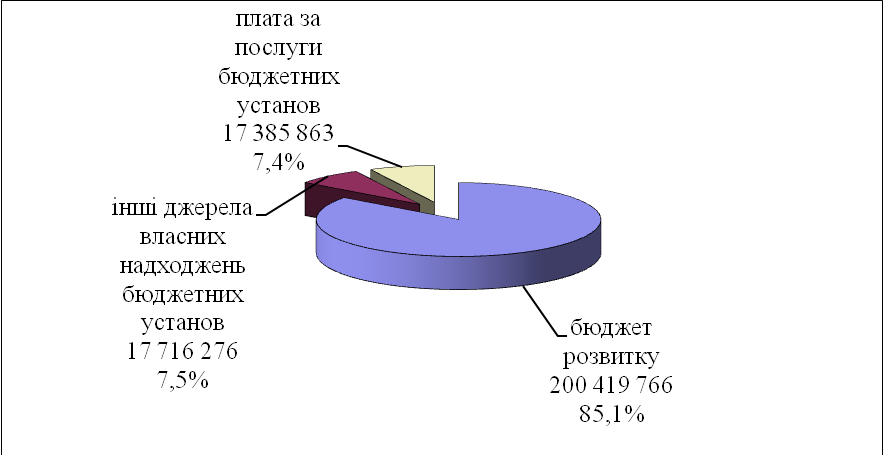 плата за
послуги
бюджетних
установ
17 385 863
7,4%
інші джерела
власних
надходжень
бюджетних
установ
17 716 276
7,5%
бюджет
розвитку
200 419 766
85,1%